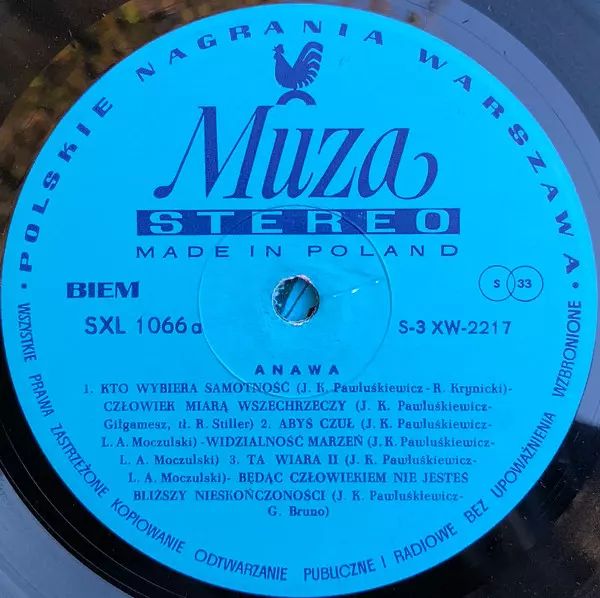 · POLSKIE NAGRANIA WARSZAWA ·
Muza
STEREO
MADE IN POLAND
BIEM
S 33
SXL 1066 a
S-3 XW-2217
ANAWA
1. KTO WYBIERA SAMOTNOŚĆ (J. K. Pawluśkiewicz-R. Krynicki)-
CZŁOWIEK MIARĄ WSZECHRZECZY (J. K. Pawluśkiewicz-
Gilgamesz, tł. R. Stiller) 2. ABYŚ CZUŁ (J. K. Pawluśkiewicz-
L. A. Moczulski) -WIDZIALNOŚĆ MARZEŃ (J. K. Pawluśkiewicz-
L. A. Moczulski) 3. TA WIARA II (J. K. Pawluśkiewicz-
L. A. Moczulski)- BĘDĄC CZŁOWIEKIEM NIE JESTEŚ
BLIŻSZY NIESKOŃCZONOŚCI (J. K. Pawluśkiewicz-
G. Bruno)
WSZYSTKIE PRAWA ZASTRZEŻONE KOPIOWANIE ODTWARZANIE PUBLICZNE I RADIOWE BEZ UPOWAŻNIENIA WZBRONIONE